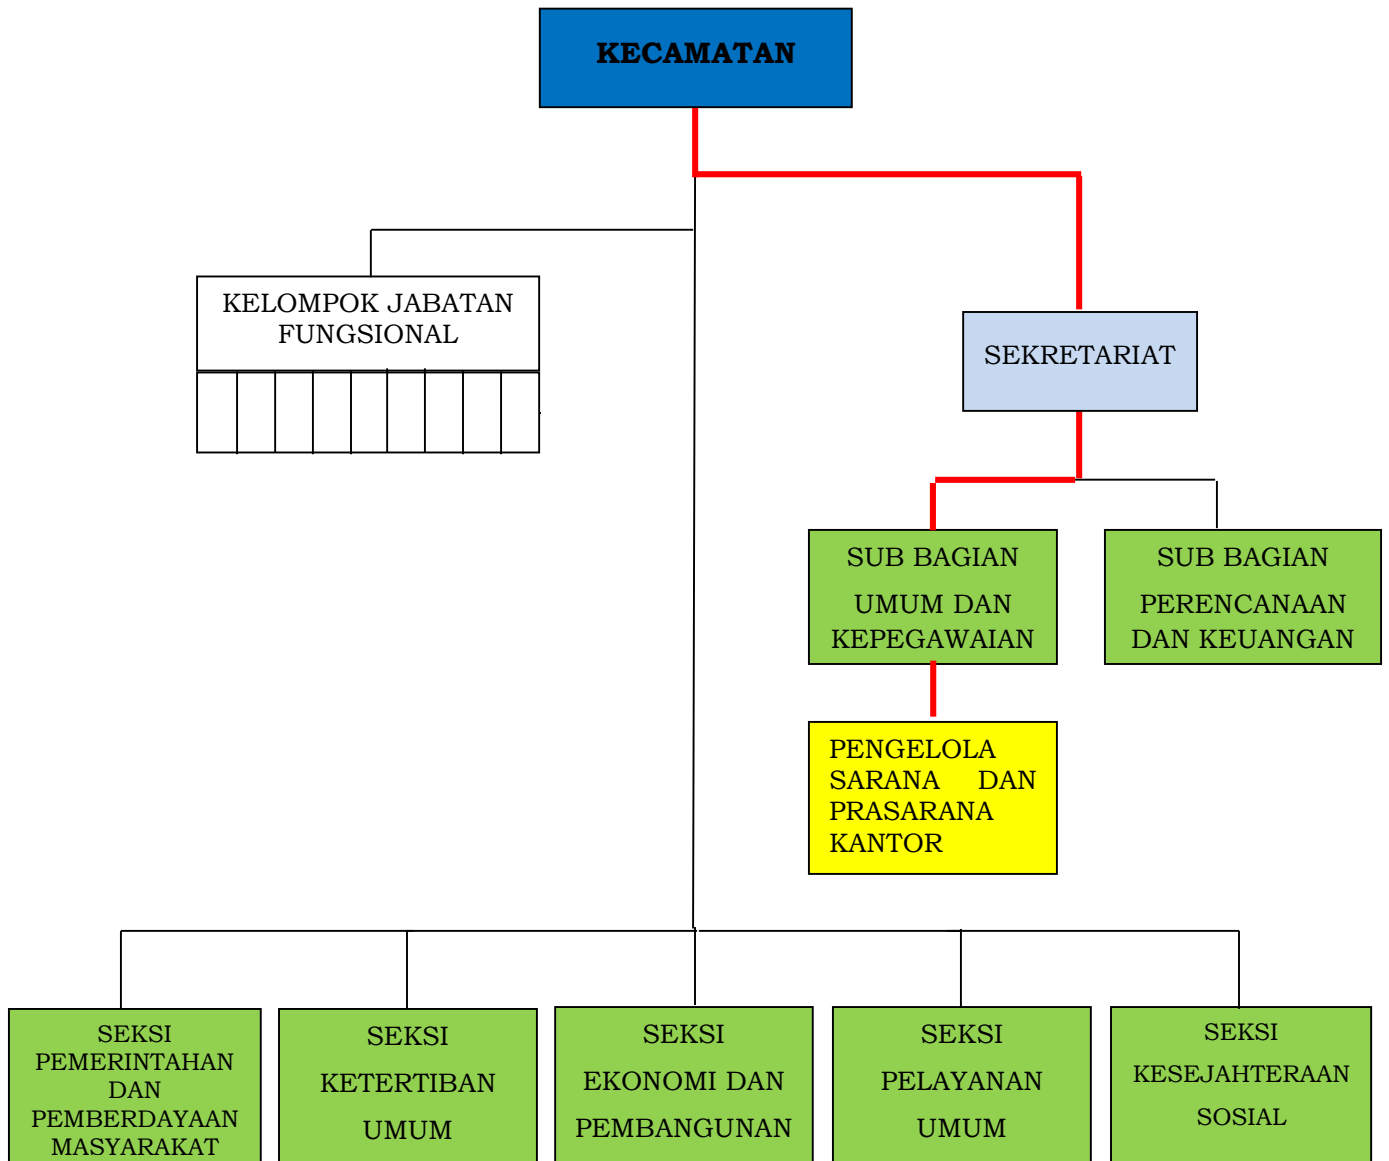 KECAMATAN
KELOMPOK JABATAN
FUNGSIONAL
SEKRETARIAT
SUB BAGIAN
UMUM DAN
KEPEGAWAIAN
SUB BAGIAN
PERENCANAAN
DAN KEUANGAN
PENGELOLA
SARANA DAN
PRASARANA
KANTOR
SEKSI
PEMERINTAHAN
DAN
PEMBERDAYAAN
MASYARAKAT
SEKSI
KETERTIBAN
UMUM
SEKSI
EKONOMI DAN
PEMBANGUNAN
SEKSI
PELAYANAN
UMUM
SEKSI
KESEJAHTERAAN
SOSIAL